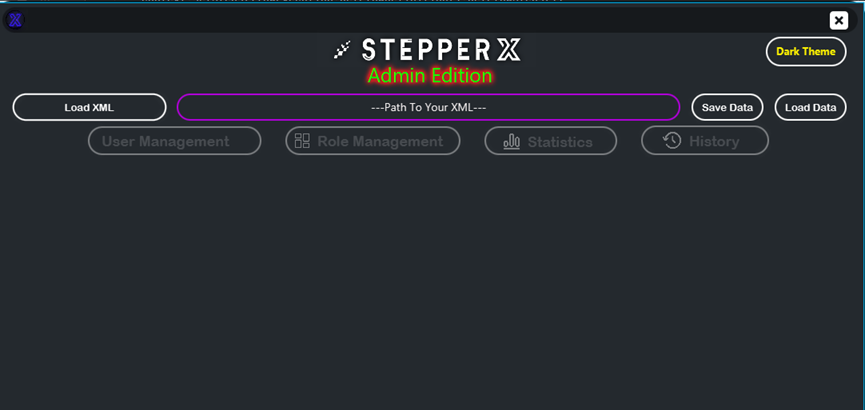 STEPPER X
Dark Theme
Admin Edition
Load XML
---Path To Your XML---
Save Data
Load Data
User Management
Role Management
Statistics
History